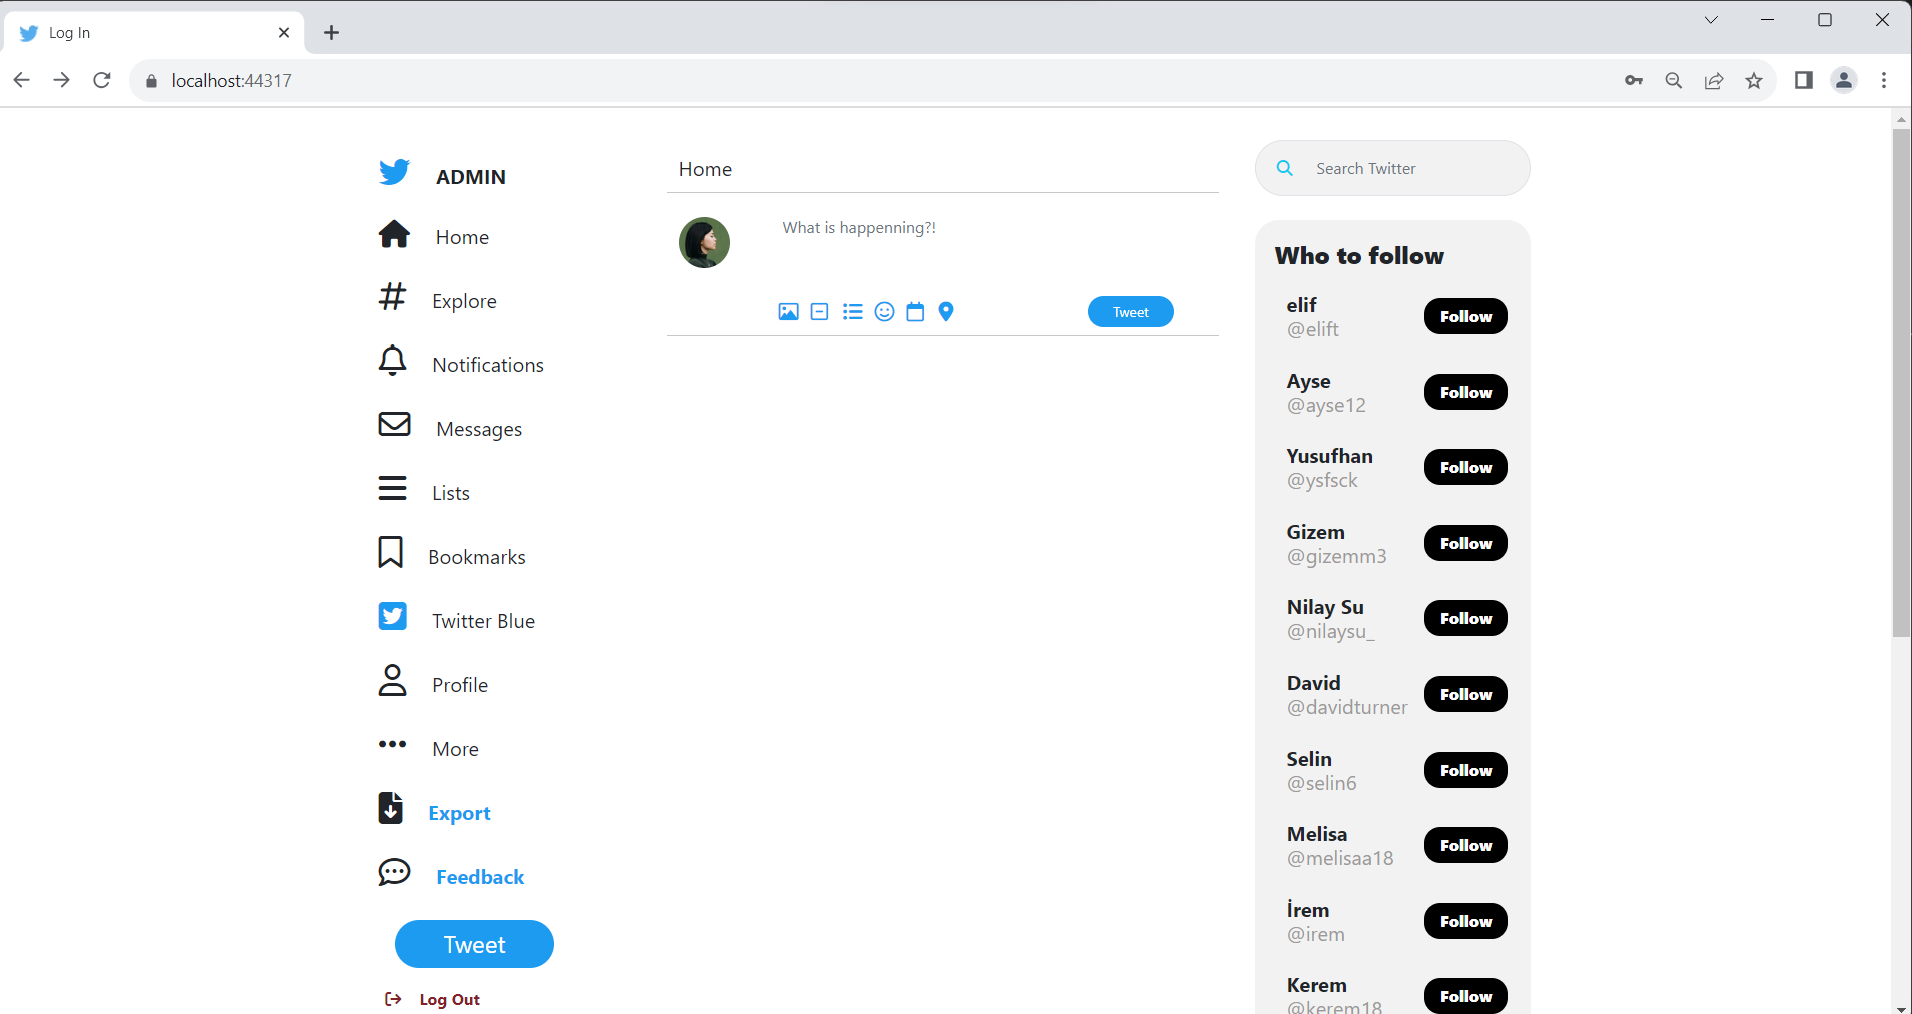 Log In
localhost:44317
ADMIN
Home
Explore
Notifications
Messages
Lists
Bookmarks
Twitter Blue
Profile
More
Export
Feedback
Tweet
Log Out
Home
What is happenning?!
Tweet
Search Twitter
Who to follow
elif
@elift
Follow
Ayse
@ayse12
Follow
Yusufhan
@ysfsck
Follow
Gizem
@gizemm3
Follow
Nilay Su
@nilaysu_
Follow
David
@davidturner
Follow
Selin
@selin6
Follow
Melisa
@melisaa18
Follow
İrem
@irem
Follow
Kerem
@kerem18
Follow